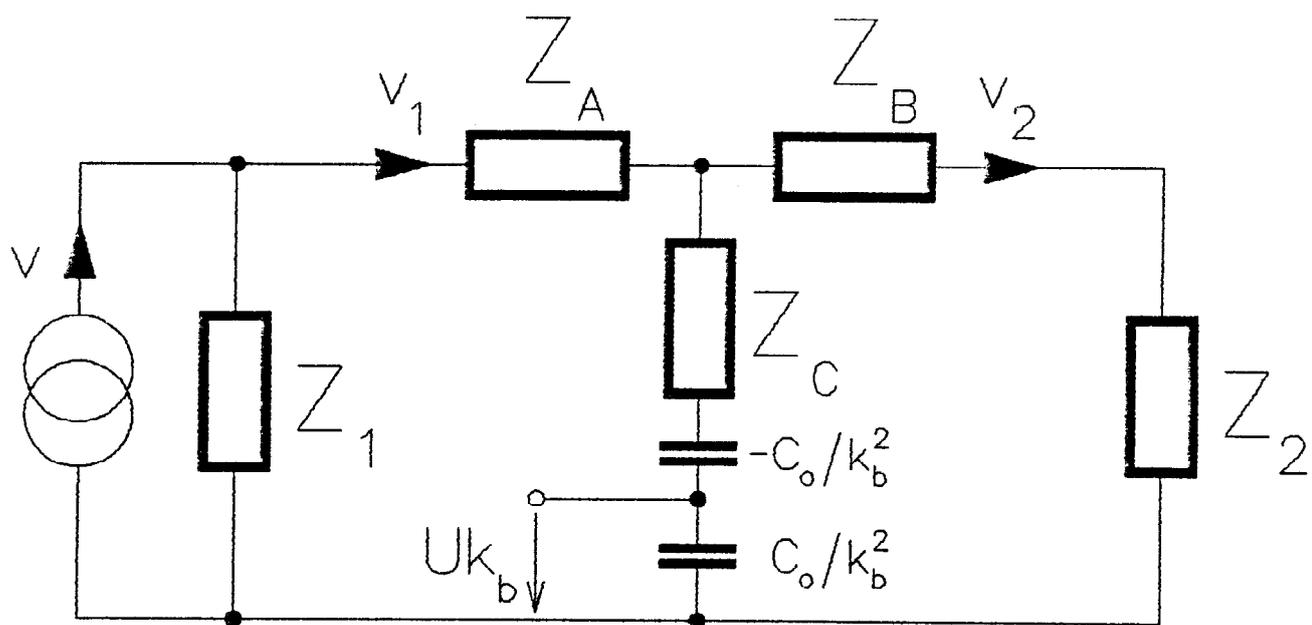 Z_A
Z_B
v_1
v_2
v
Z_1
Z_C
Z_2
-C_o/k_b^2
Uk_b
C_o/k_b^2